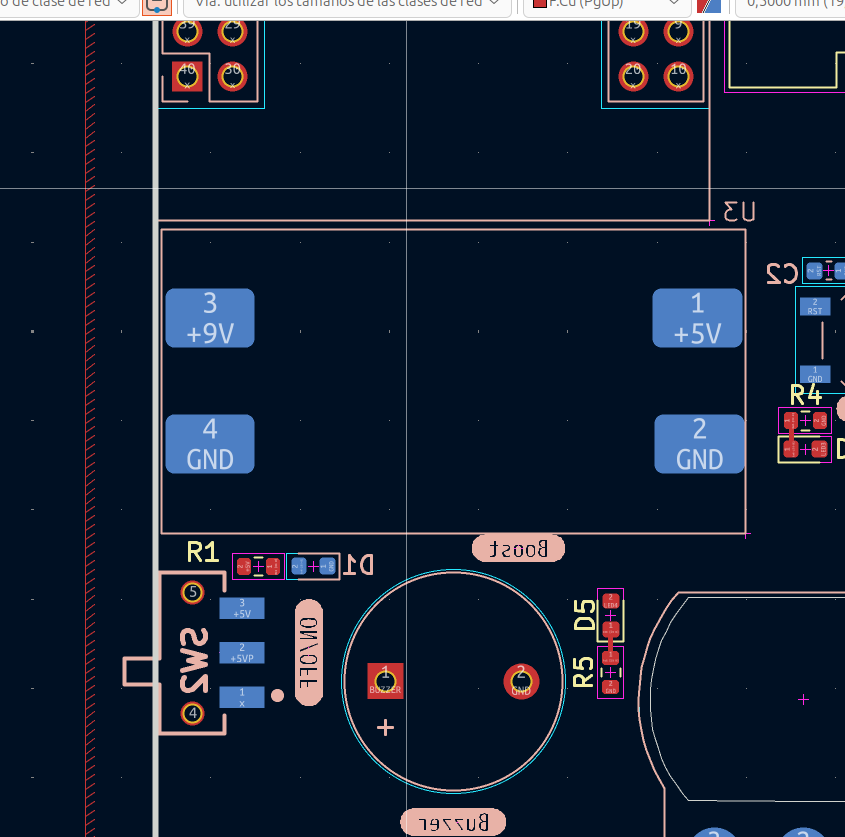 o de clase de red
Vía: utilizar los tamaños de las clases de red
F.Cu (PgUp)
39
29
19
9
40
x
30
x
20
x
10
x
U3
C2
3
+9V
1
+5V
2
RST
1
GND
R4
4
GND
2
GND
Boost
R1
D1
5
3
+5V
SW2
2
+5VP
ON/OFF
D5
1
x
4
1
BUZZER
2
GND
R5
2
GND
+
Buzzer